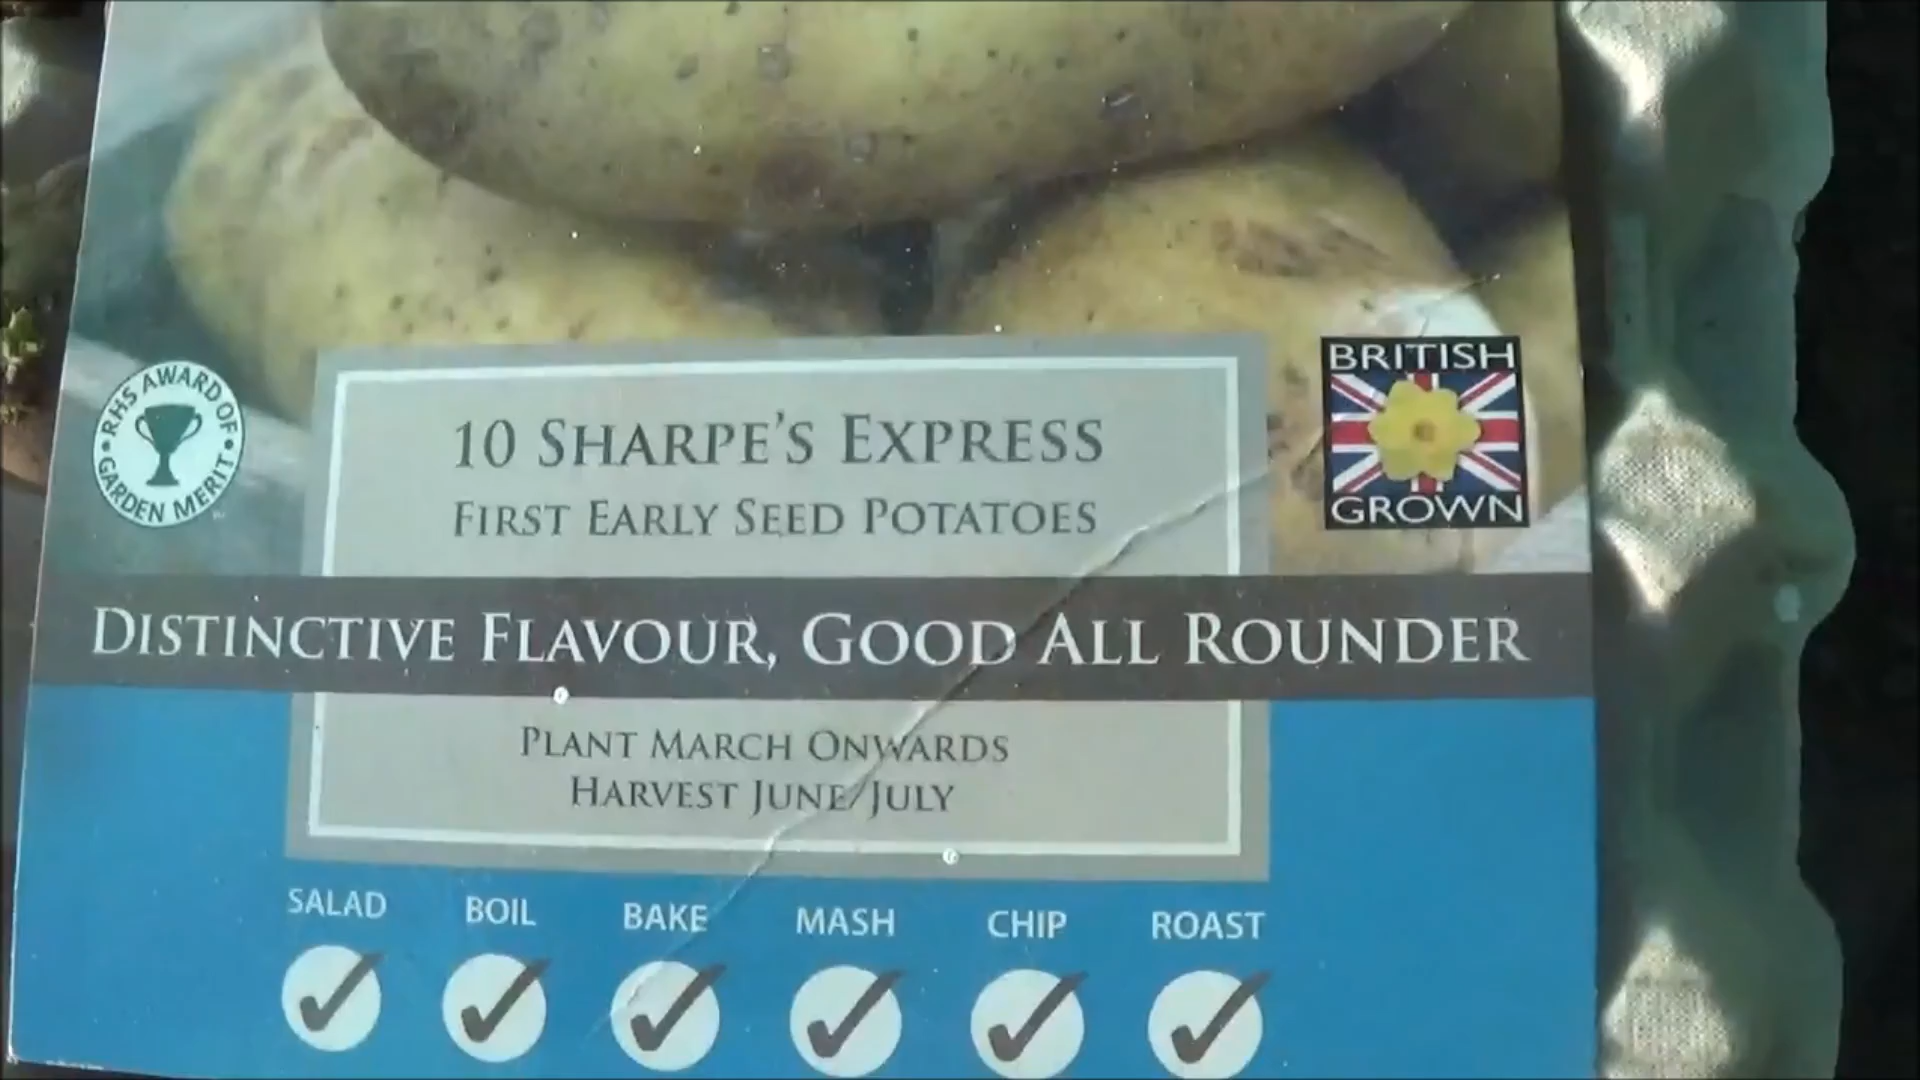 BRITISH
GROWN
RHS AWARD OF
GARDEN MERIT
10 SHARPE'S EXPRESS
FIRST EARLY SEED POTATOES
DISTINCTIVE FLAVOUR, GOOD ALL ROUNDER
PLANT MARCH ONWARDS
HARVEST JUNE/JULY
SALAD BOIL BAKE MASH CHIP ROAST